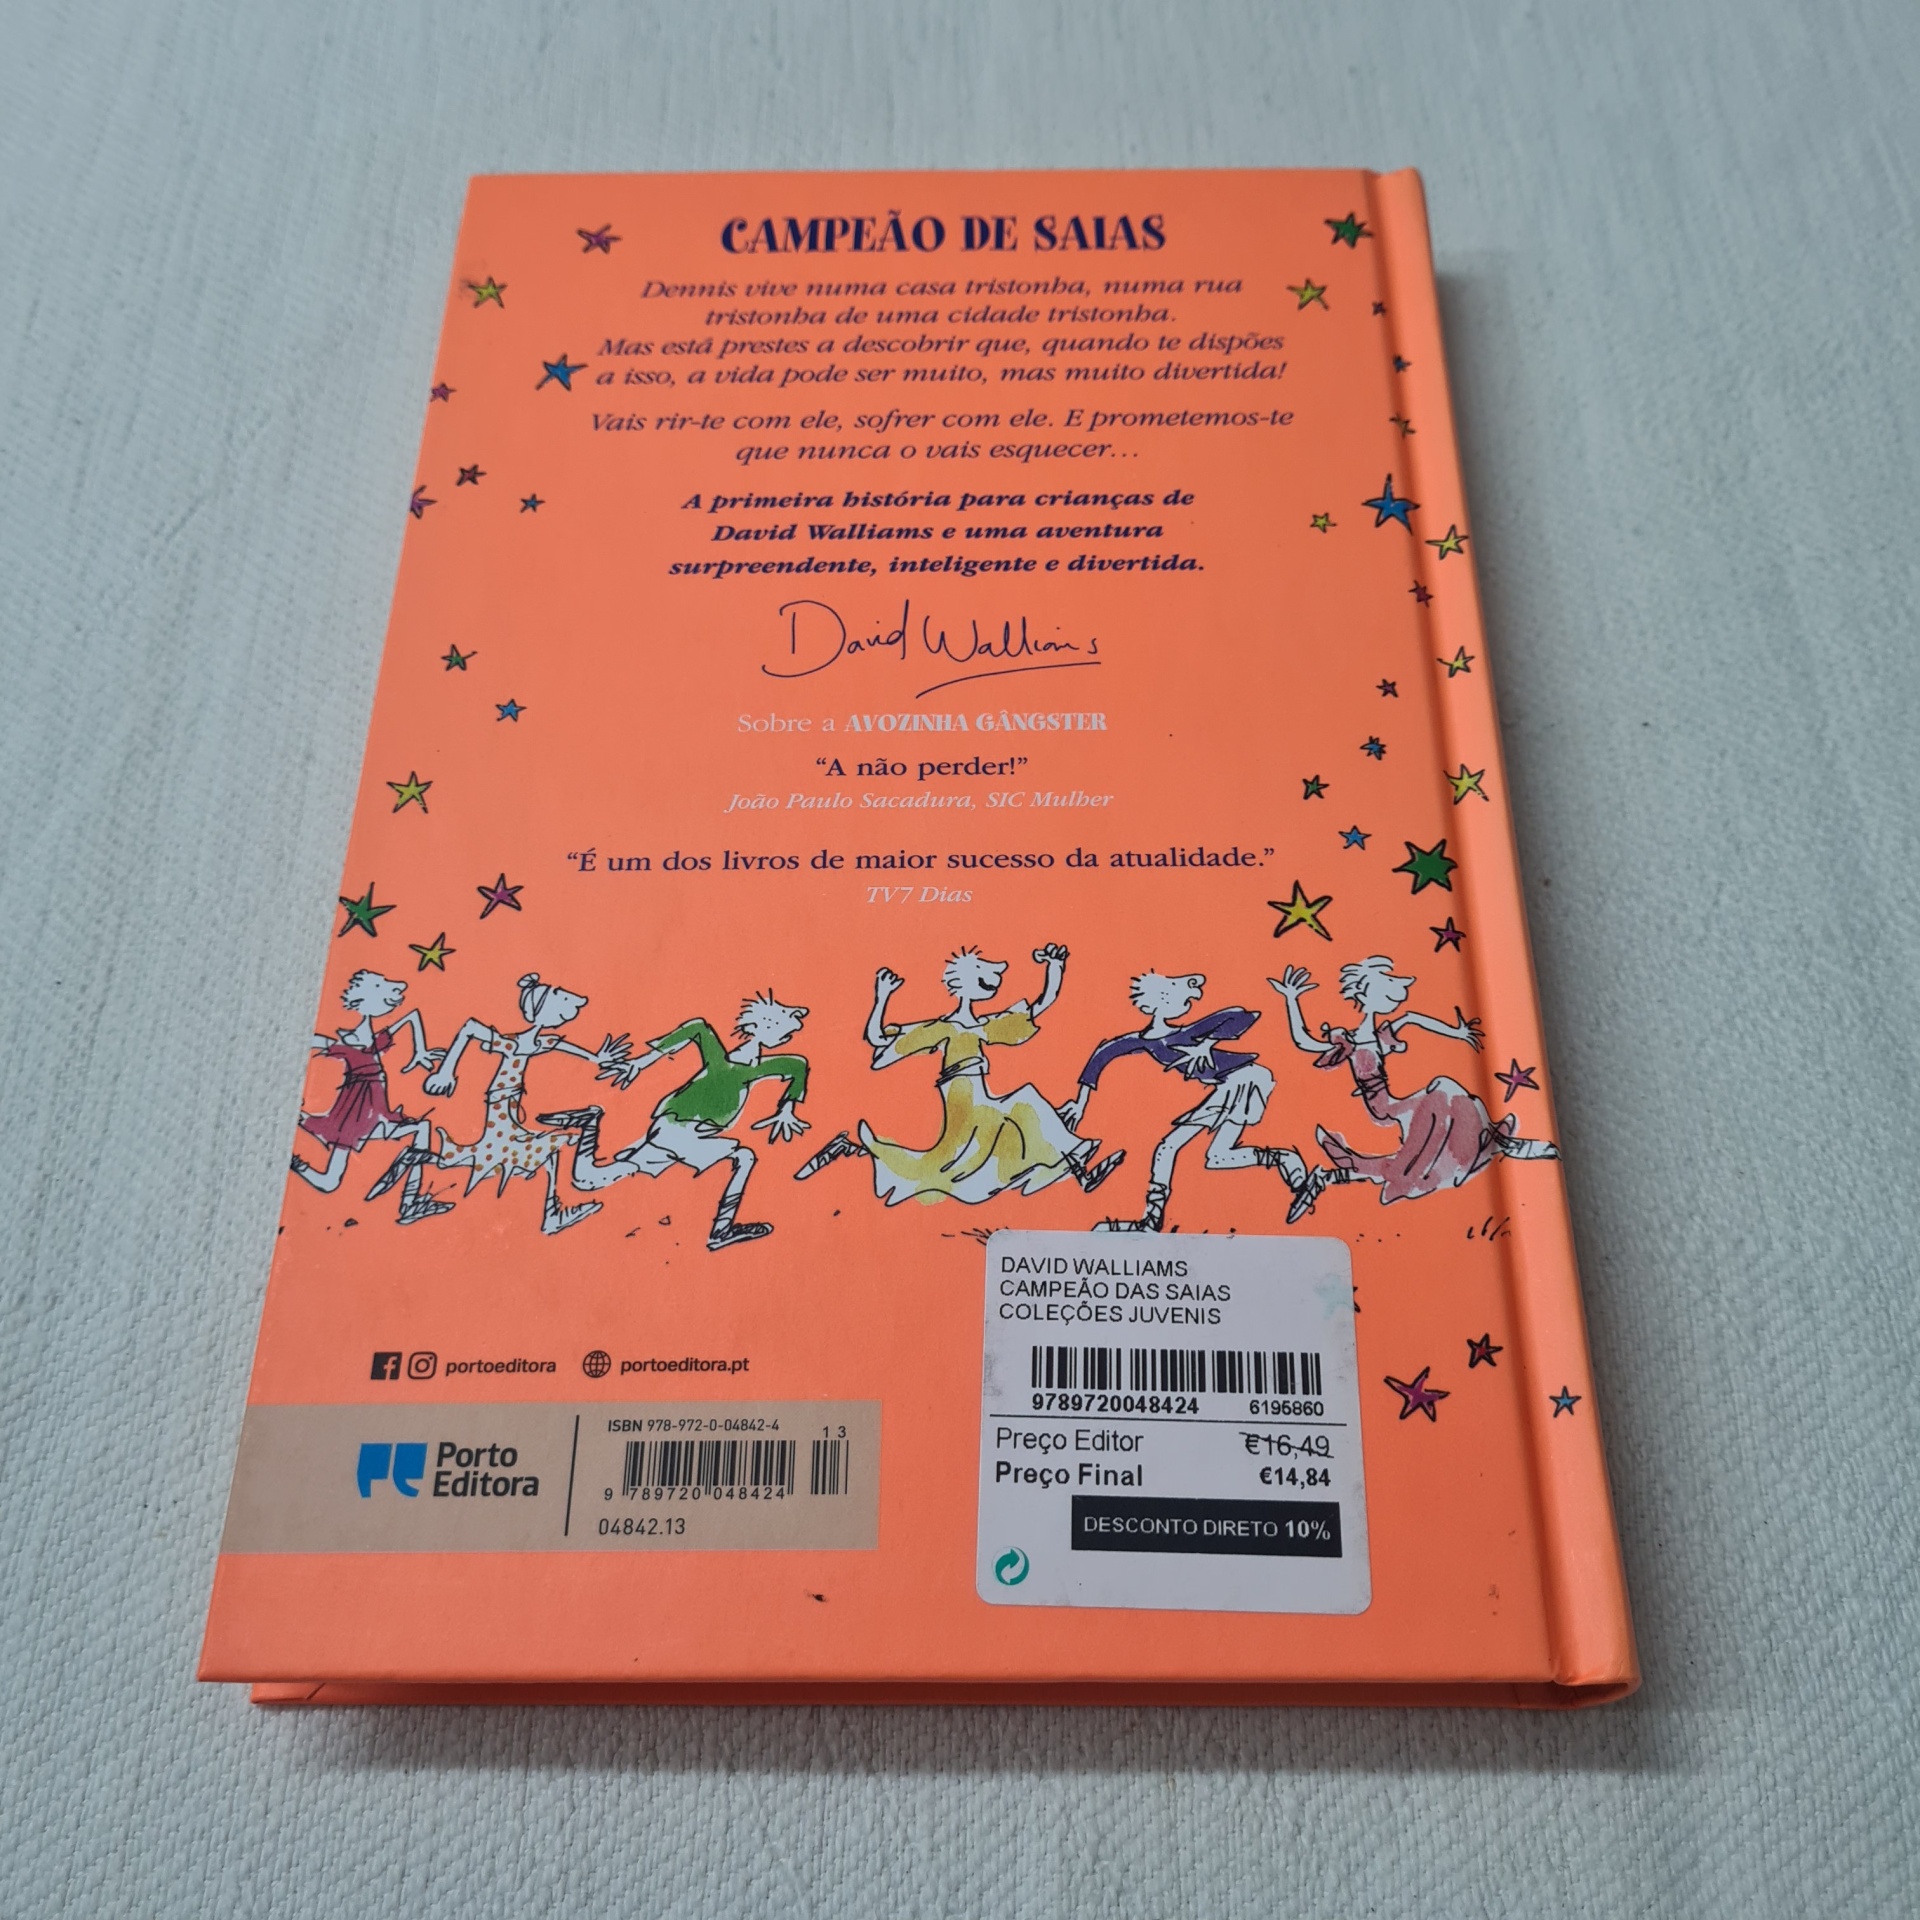 CAMPEÃO DE SAIAS
Dennis vive numa casa tristonha, numa rua
tristonha de uma cidade tristonha.
Mas está prestes a descobrir que, quando te dispões
a isso, a vida pode ser muito, mas muito divertida!
Vais rir-te com ele, sofrer com ele. E prometemos-te
que nunca o vais esquecer...
A primeira história para crianças de
David Walliams e uma aventura
surpreendente, inteligente e divertida.
David Walliams
Sobre a AVOZINHA GÂNGSTER
“A não perder!”
João Paulo Sacadura, SIC Mulher
“É um dos livros de maior sucesso da atualidade.”
TV7 Dias
portoeditora portoeditora.pt
Porto
Editora
ISBN 978-972-0-04842-4
13
9 789720 048424
04842.13
DAVID WALLIAMS
CAMPEÃO DAS SAIAS
COLEÇÕES JUVENIS
9789720048424 6195860
Preço Editor €16,49
Preço Final €14,84
DESCONTO DIRETO 10%